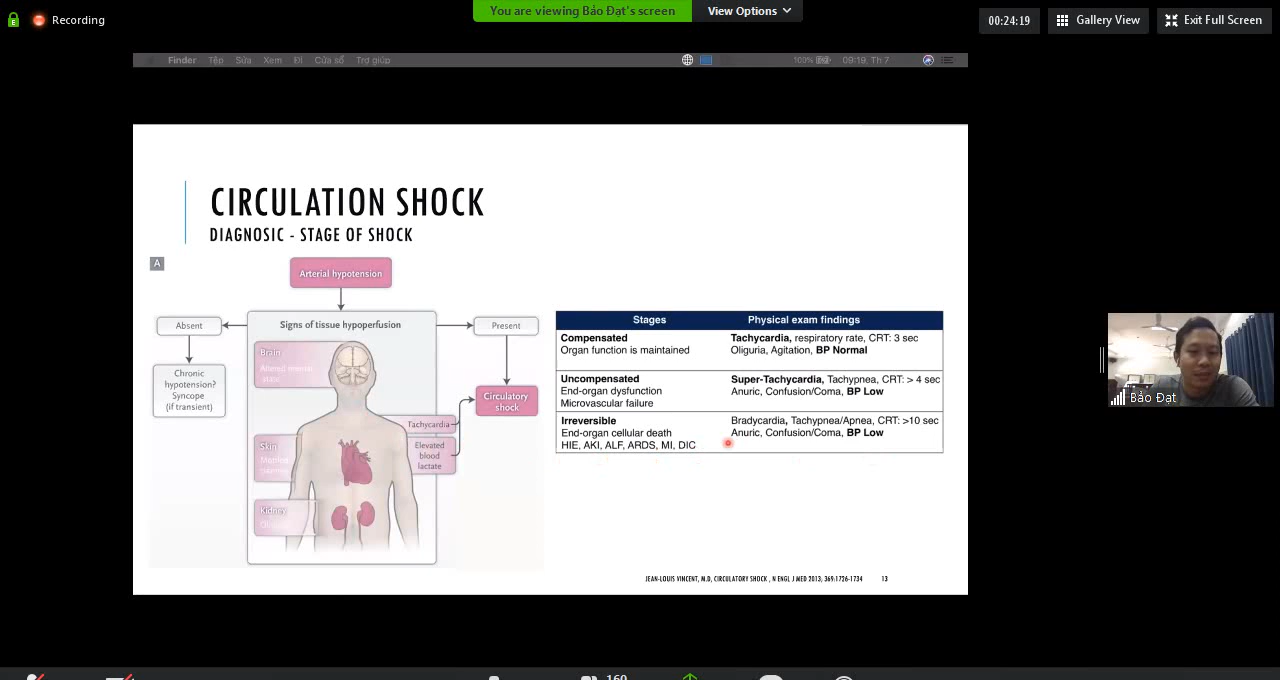 Recording
You are viewing Bảo Đạt's screen
View Options
00:24:19
Gallery View
Exit Full Screen
Finder Tệp Sửa Xem Đi Cửa sổ Trợ giúp
100% 09:19, Th 7
CIRCULATION SHOCK
DIAGNOSIC - STAGE OF SHOCK
A
Arterial hypotension
Absent
Signs of tissue hypoperfusion
Present
Chronic
hypotension?
Syncope
(if transient)
Brain
Altered mental
state
Circulatory
shock
Tachycardia
Elevated
blood
lactate
Skin
Kidney
Stages Physical exam findings
Compensated Tachycardia, respiratory rate, CRT: 3 sec
Organ function is maintained Oliguria, Agitation, BP Normal
Uncompensated Super-Tachycardia, Tachypnea, CRT: > 4 sec
End-organ dysfunction Anuric, Confusion/Coma, BP Low
Microvascular failure
Irreversible Bradycardia, Tachypnea/Apnea, CRT: >10 sec
End-organ cellular death Anuric, Confusion/Coma, BP Low
HIE, AKI, ALF, ARDS, MI, DIC
JEAN-LOUIS VINCENT, M.D, CIRCULATORY SHOCK , N ENGL J MED 2013; 369:1726-1734 13
Bảo Đạt
160